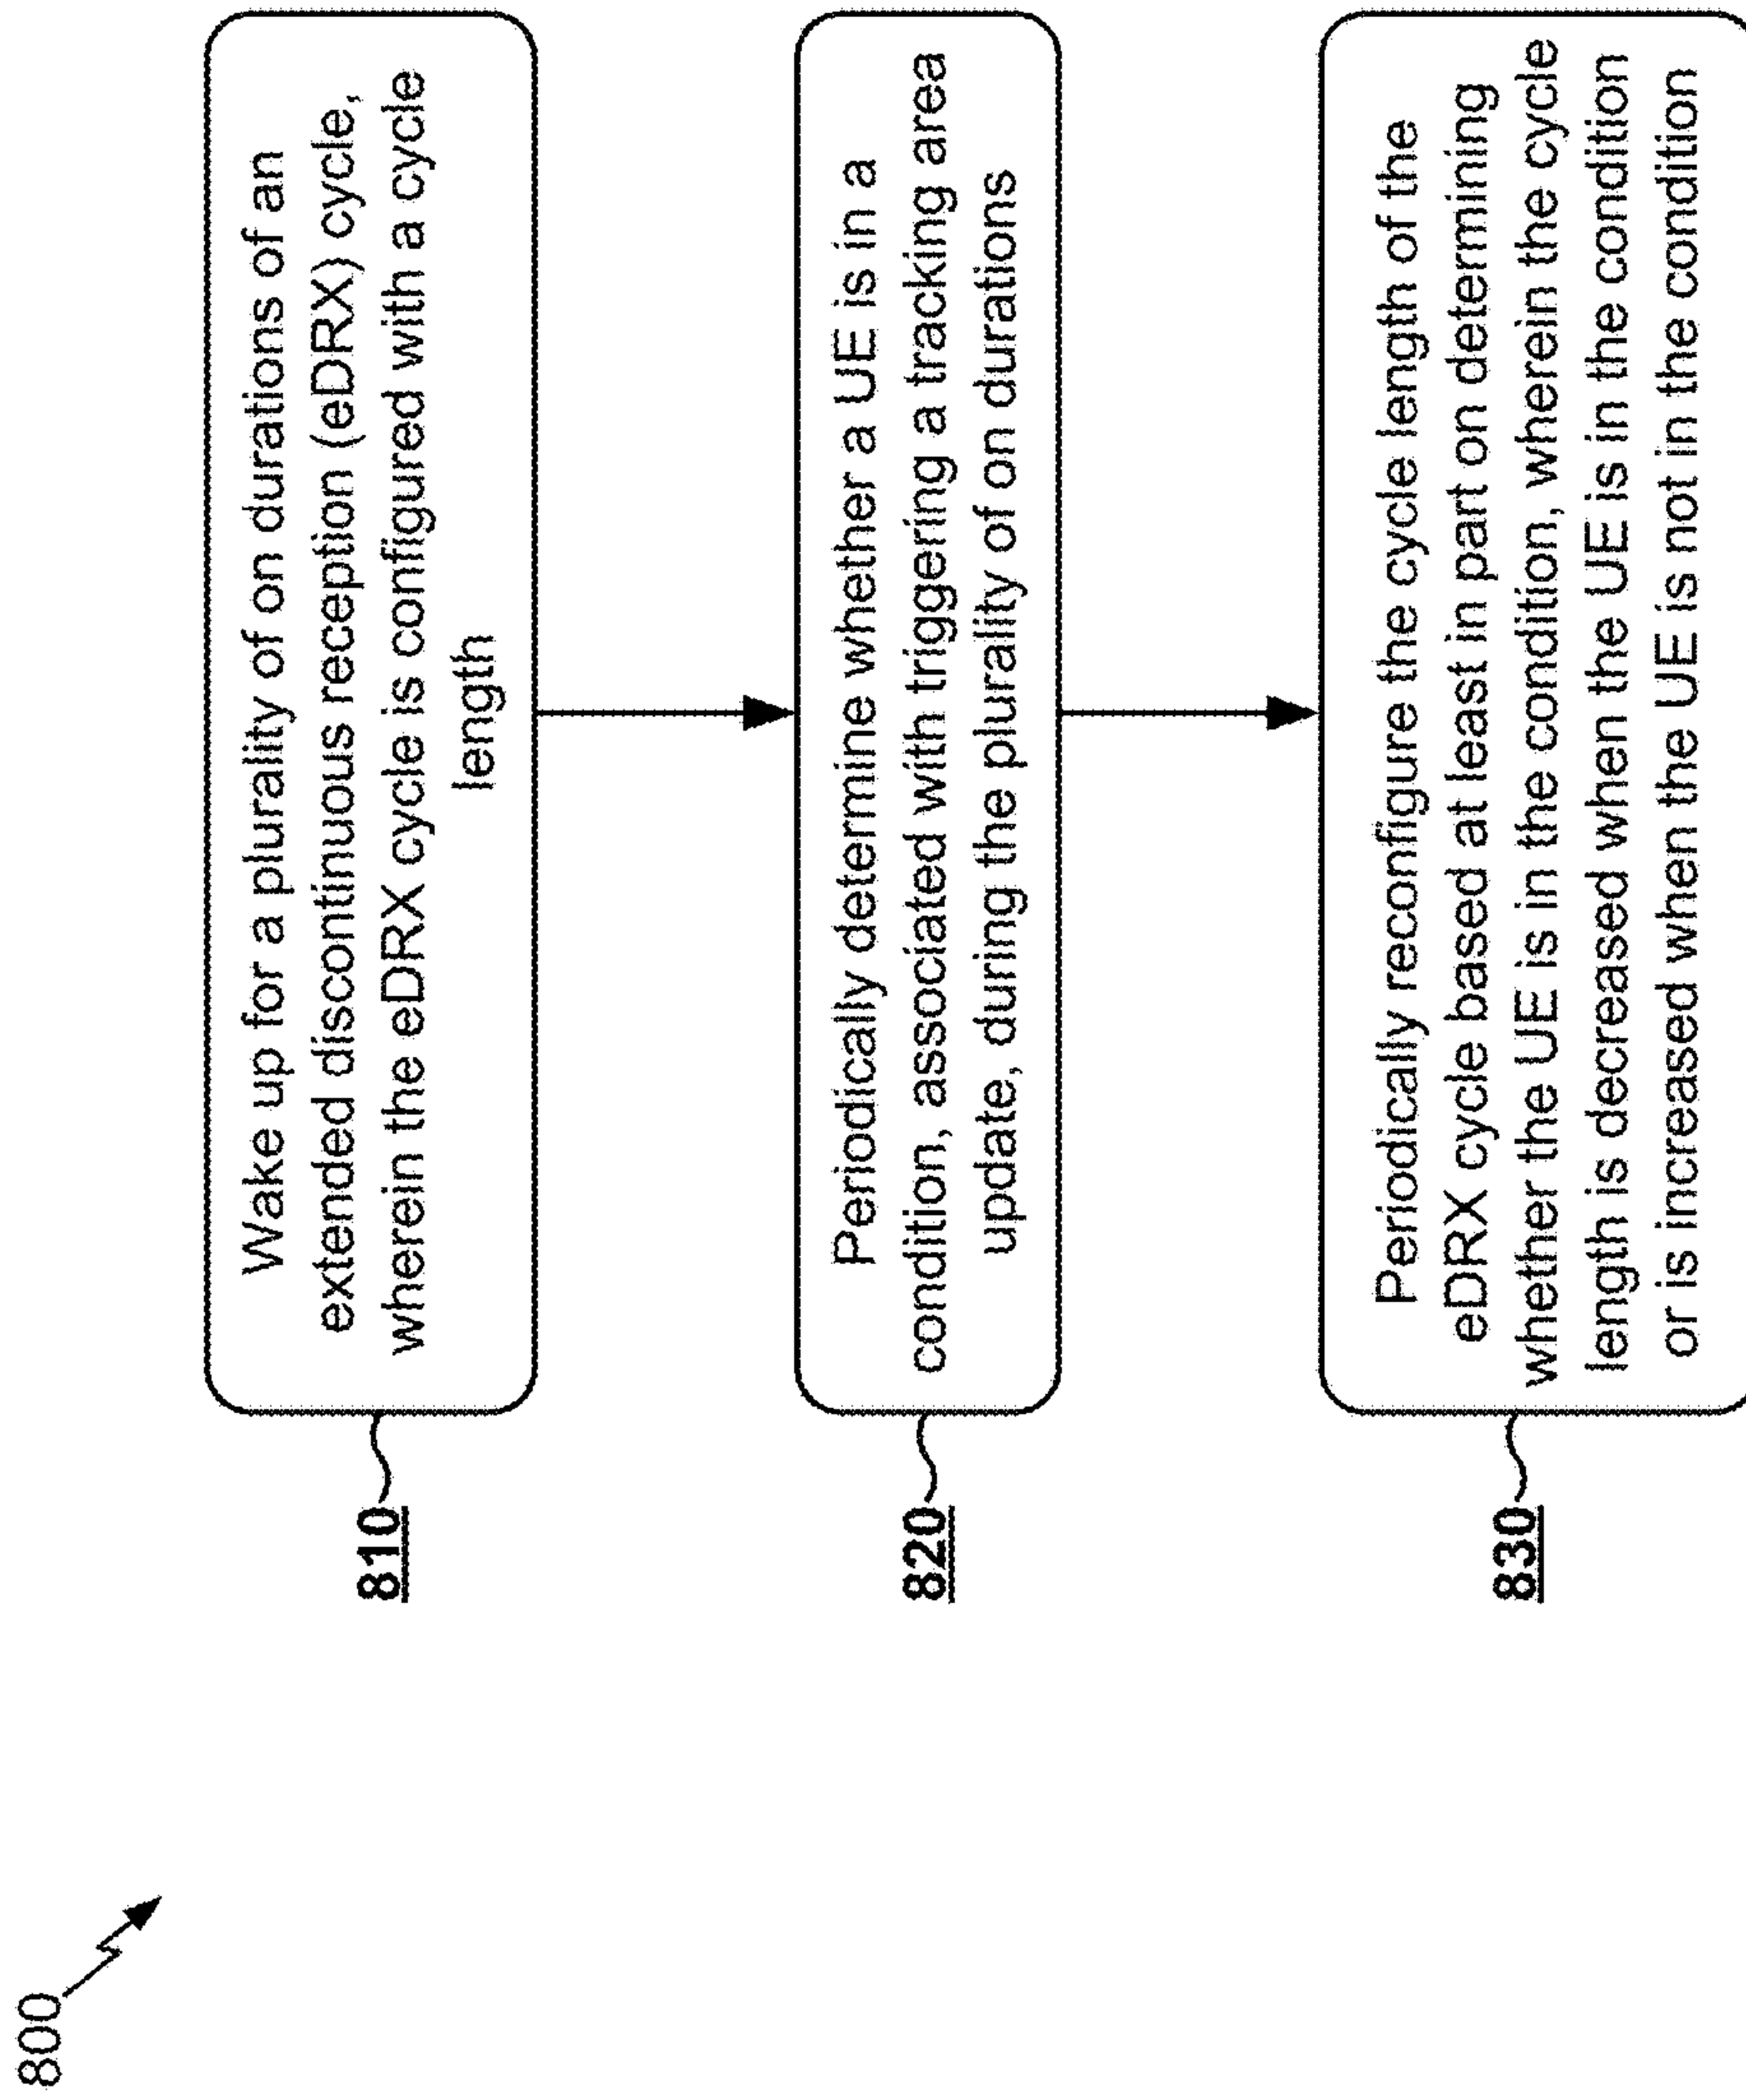 800
810
Wake up for a plurality of on durations of an
extended discontinuous reception (eDRX) cycle,
wherein the eDRX cycle is configured with a cycle
length
820
Periodically determine whether a UE is in a
condition, associated with triggering a tracking area
update, during the plurality of on durations
830
Periodically reconfigure the cycle length of the
eDRX cycle based at least in part on determining
whether the UE is in the condition, wherein the cycle
length is decreased when the UE is in the condition
or is increased when the UE is not in the condition